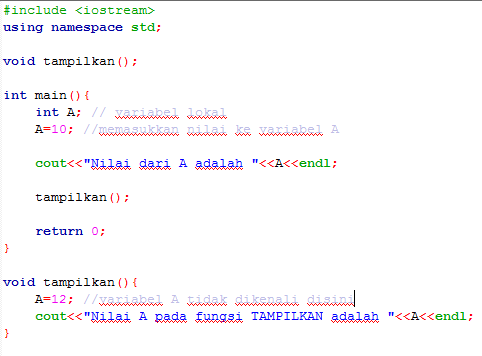 #include <iostream>
using namespace std;
void tampilkan();
int main(){
int A; // variabel lokal
A=10; //memasukkan nilai ke variabel A
cout<<"Nilai dari A adalah "<<A<<endl;
tampilkan();
return 0;
}
void tampilkan(){
A=12; //variabel A tidak dikenali disini
cout<<"Nilai A pada fungsi TAMPILKAN adalah "<<A<<endl;
}